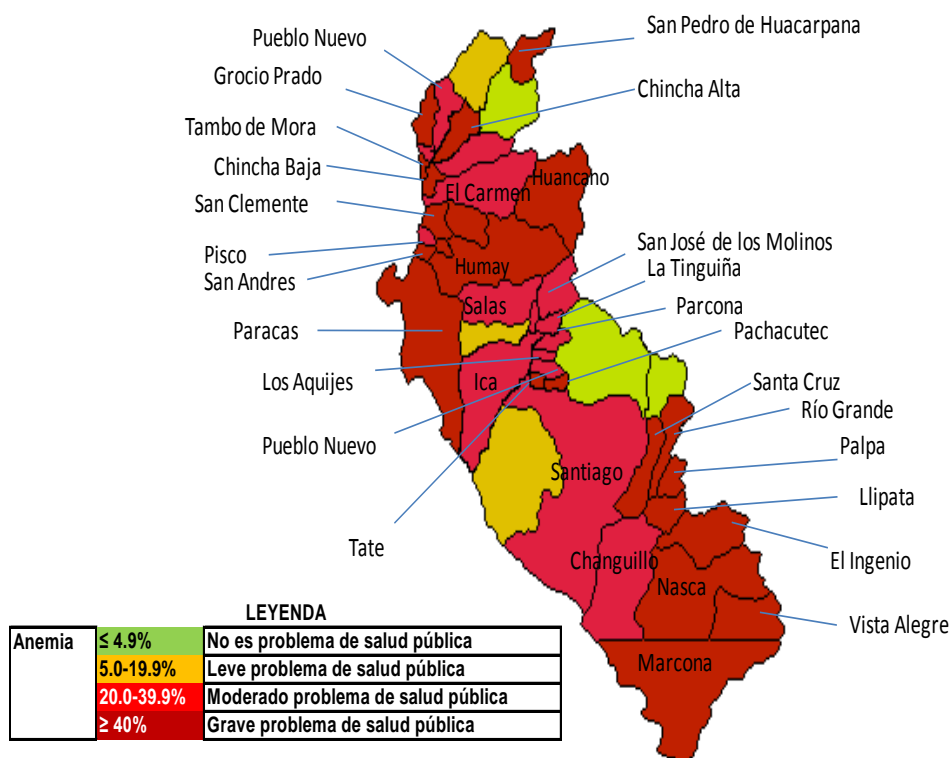 San Pedro de Huacarpana
Pueblo Nuevo
Grocio Prado
Chincha Alta
Tambo de Mora
Chincha Baja
Huancano
El Carmen
San Clemente
San José de los Molinos
Pisco
La Tinguiña
San Andres
Humay
Salas
Parcona
Paracas
Pachacutec
Los Aquijes
Ica
Santa Cruz
Río Grande
Pueblo Nuevo
Palpa
Santiago
Llipata
Tate
Changuillo
El Ingenio
Nasca
Vista Alegre
Marcona
LEYENDA
Anemia ≤ 4.9% No es problema de salud pública
5.0-19.9% Leve problema de salud pública
20.0-39.9% Moderado problema de salud pública
≥ 40% Grave problema de salud pública